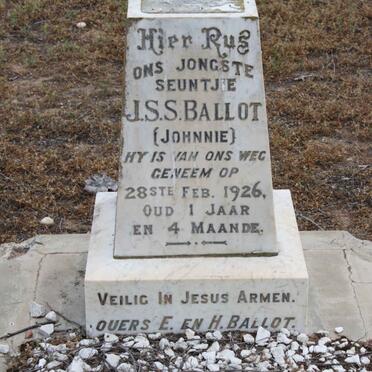 Hier Rus
ONS JONGSTE
SEUNTJIE
J.S.S. BALLOT
(JOHNNIE)
HY IS VAN ONS WEG
GENEEM OP
28STE FEB. 1926.
OUD 1 JAAR
EN 4 MAANDE.
VEILIG IN JESUS ARMEN.
OUERS E. EN H. BALLOT.